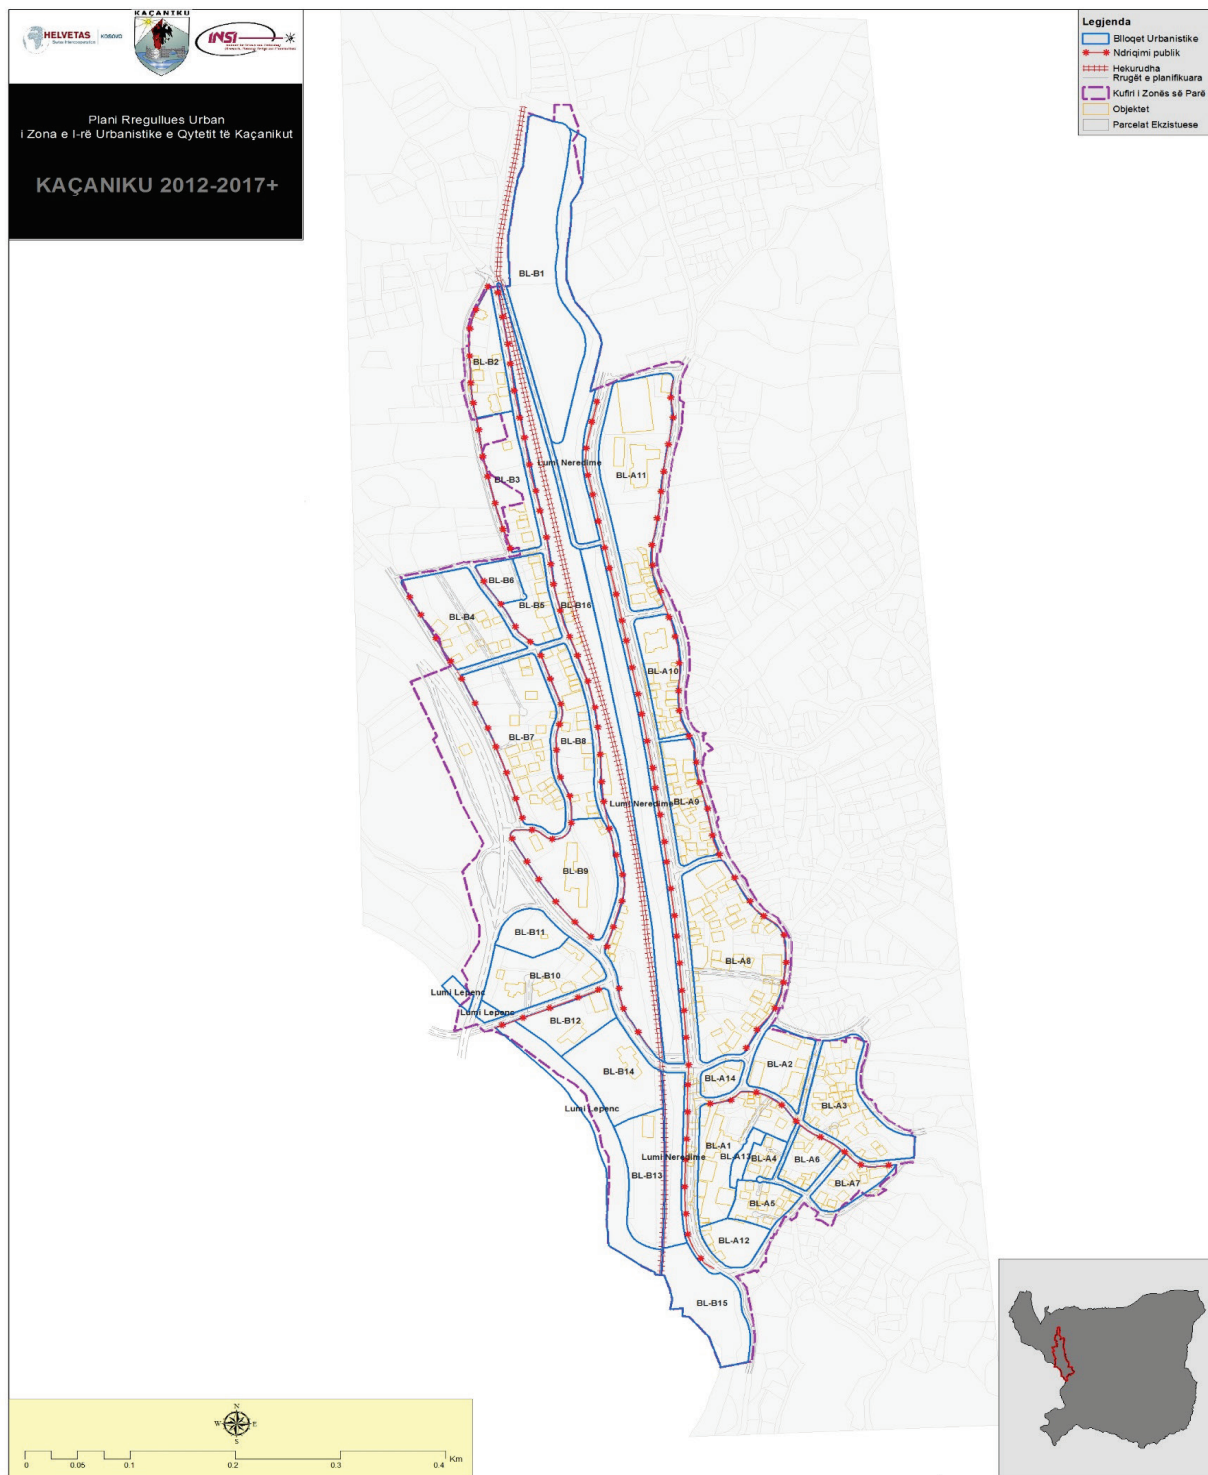 HELVETAS
Swiss Intercooperation
KOSOVO
KAÇANIKU
INSI
Plani Rregullues Urban
i Zona e I-rë Urbanistike e Qytetit të Kaçanikut
KAÇANIKU 2012-2017+
Legjenda
Blloqet Urbanistike
Ndriqimi publik
Hekurudha
Rrugët e planifikuara
Kufiri i Zonës së Parë
Objektet
Parcelat Ekzistuese
BL-B1
BL-B2
Lumi Neredime
BL-A11
BL-B3
BL-B6
BL-B5
BL-B16
BL-B4
BL-A10
BL-B7
BL-B8
Lumi Neredime
BL-A9
BL-B9
BL-B11
BL-A8
BL-B10
Lumi Lepenc
Lumi Lepenc
BL-B12
BL-A2
BL-B14
BL-A14
BL-A3
Lumi Lepenc
BL-A1
Lumi Neredime
BL-A13
BL-A4
BL-A6
BL-B13
BL-A7
BL-A5
BL-A12
BL-B15
N
W
E
S
0
0.05
0.1
0.2
0.3
0.4
Km